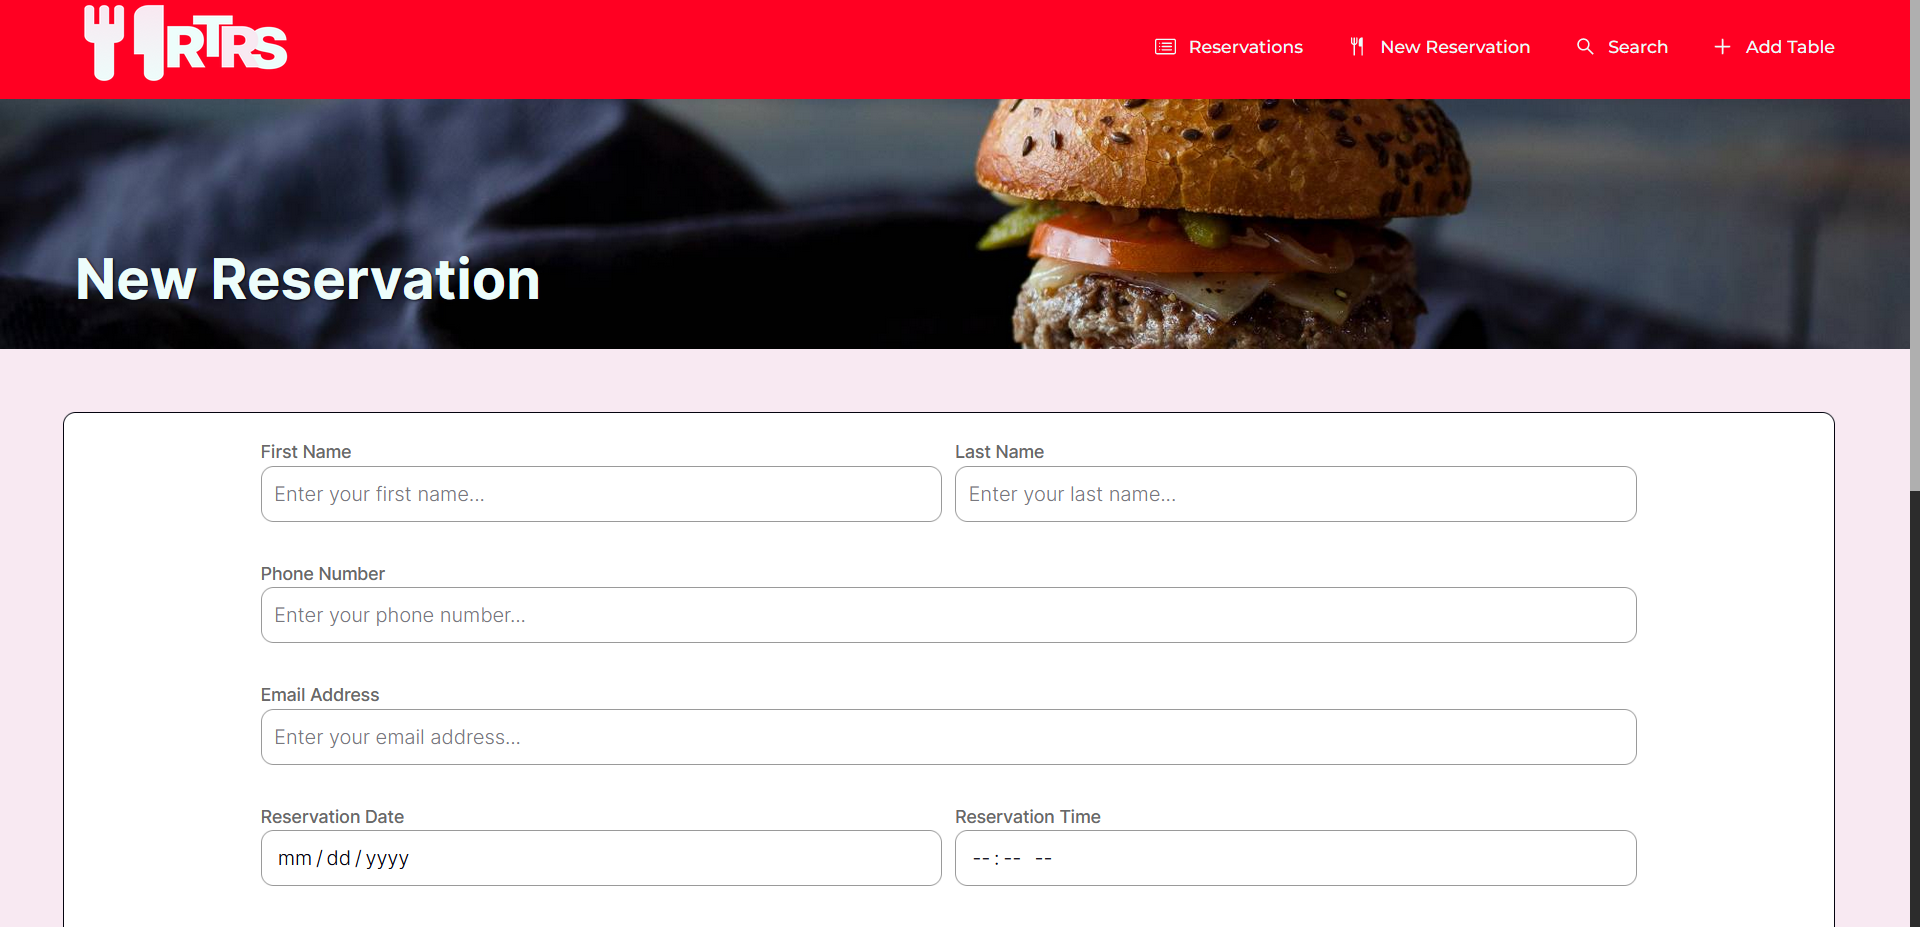 RTRS
Reservations
New Reservation
Search
Add Table
New Reservation
First Name
Last Name
Enter your first name...
Enter your last name...
Phone Number
Enter your phone number...
Email Address
Enter your email address...
Reservation Date
Reservation Time
mm/dd/yyyy
--:-- --